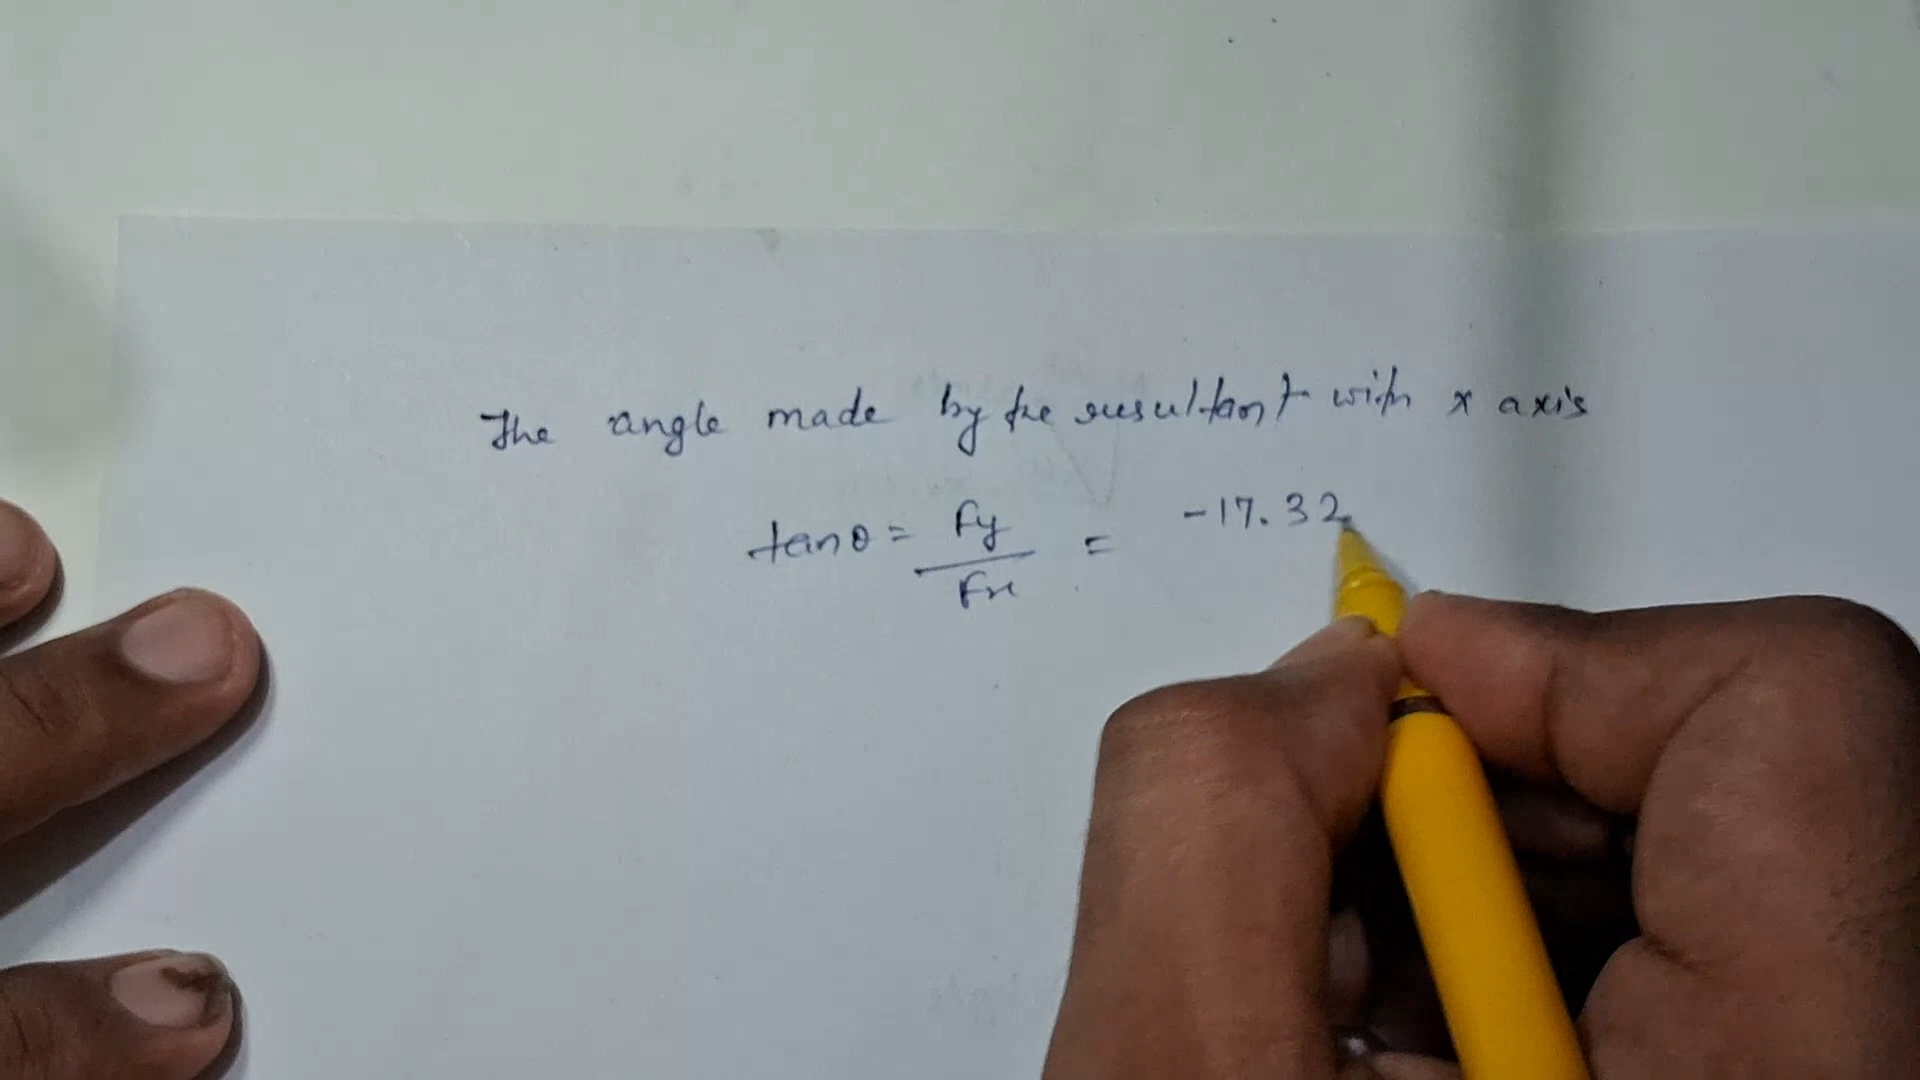 The angle made by the resultant with x axis
tanθ = Fy / Fx = -17.32